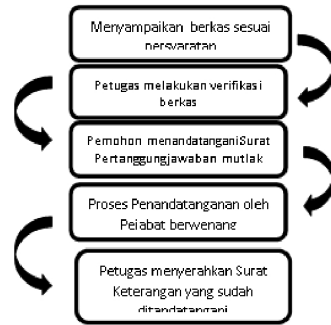 Menyampaikan berkas sesuai
persyaratan
Petugas melakukan verifikasi
berkas
Pemohon menandatanganiSurat
Pertanggungjawaban mutlak
Proses Penandatanganan oleh
Pejabat berwenang
Petugas menyerahkan Surat
Keterangan yang sudah
ditandatangani